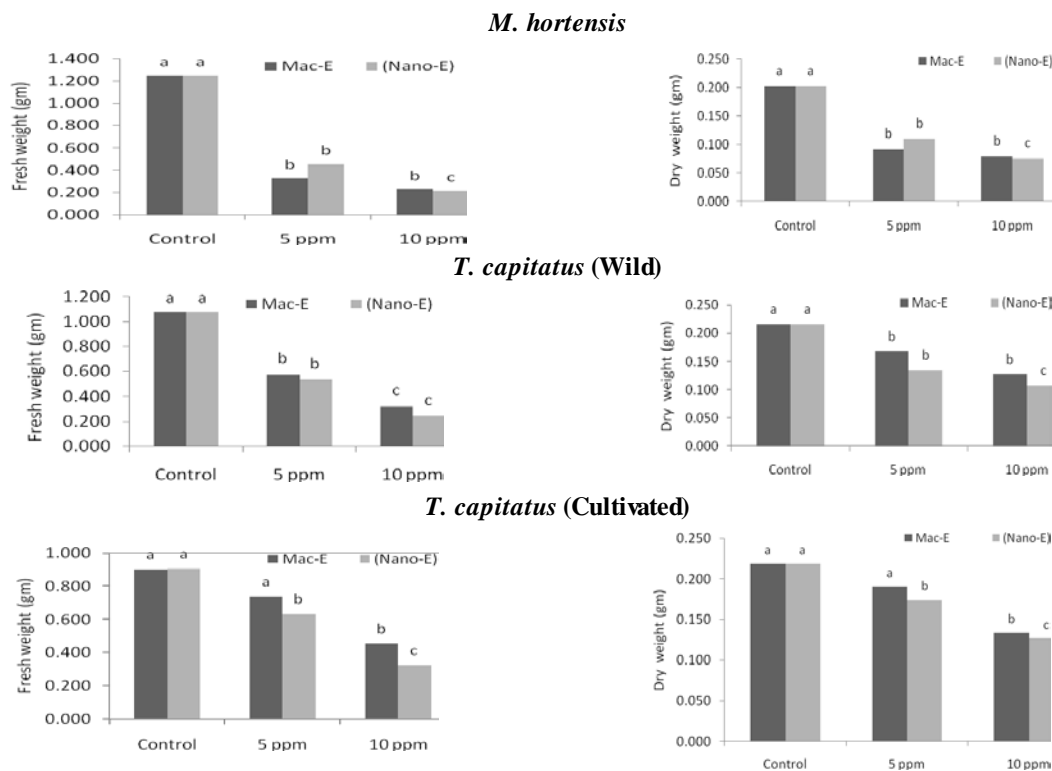 M. hortensis
Fresh weight (gm)
1.400
1.200
1.000
0.800
0.600
0.400
0.200
0.000
Mac-E (Nano-E)
a a
b b
b c
Control 5 ppm 10 ppm
Dry weight (gm)
0.250
0.200
0.150
0.100
0.050
0.000
Mac-E (Nano-E)
a a
b b
b c
Control 5 ppm 10 ppm
T. capitatus (Wild)
Fresh weight (gm)
1.200
1.000
0.800
0.600
0.400
0.200
0.000
Mac-E (Nano-E)
a a
b b
c c
Control 5 ppm 10 ppm
Dry weight (gm)
0.250
0.200
0.150
0.100
0.050
0.000
Mac-E (Nano-E)
a a
b b
b c
Control 5 ppm 10 ppm
T. capitatus (Cultivated)
Fresh weight (gm)
1.000
0.800
0.600
0.400
0.200
0.000
Mac-E (Nano-E)
a a
a b
b c
Control 5 ppm 10 ppm
Dry weight (gm)
0.250
0.200
0.150
0.100
0.050
0.000
Mac-E (Nano-E)
a a
a b
b c
Control 5 ppm 10 ppm